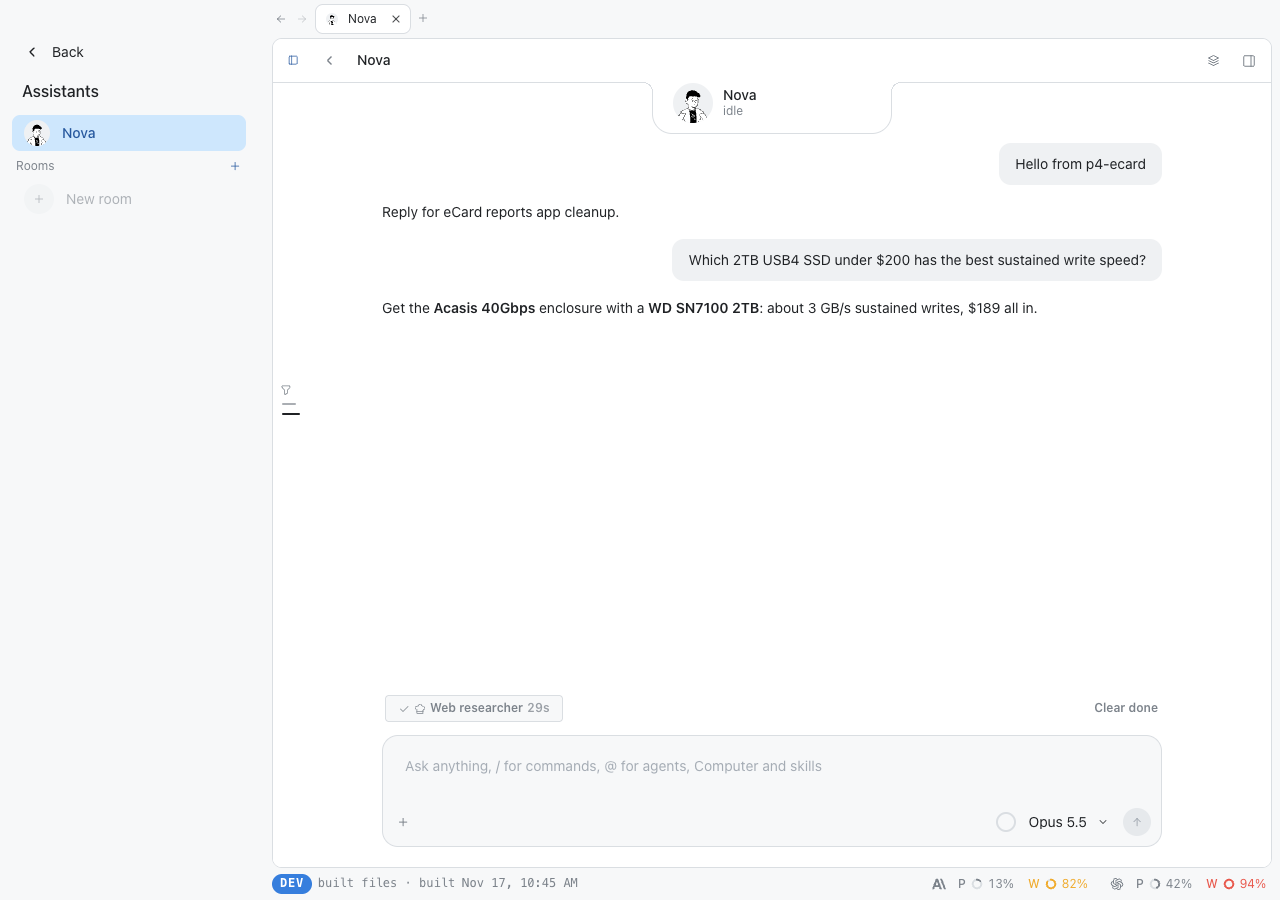 Nova
Back
Nova
Assistants
Nova
idle
Nova
Rooms
New room
Hello from p4-ecard
Reply for eCard reports app cleanup.
Which 2TB USB4 SSD under $200 has the best sustained write speed?
Get the Acasis 40Gbps enclosure with a WD SN7100 2TB: about 3 GB/s sustained writes, $189 all in.
Web researcher 29s
Clear done
Ask anything, / for commands, @ for agents, Computer and skills
Opus 5.5
DEV built files · built Nov 17, 10:45 AM
P 13% W 82% P 42% W 94%